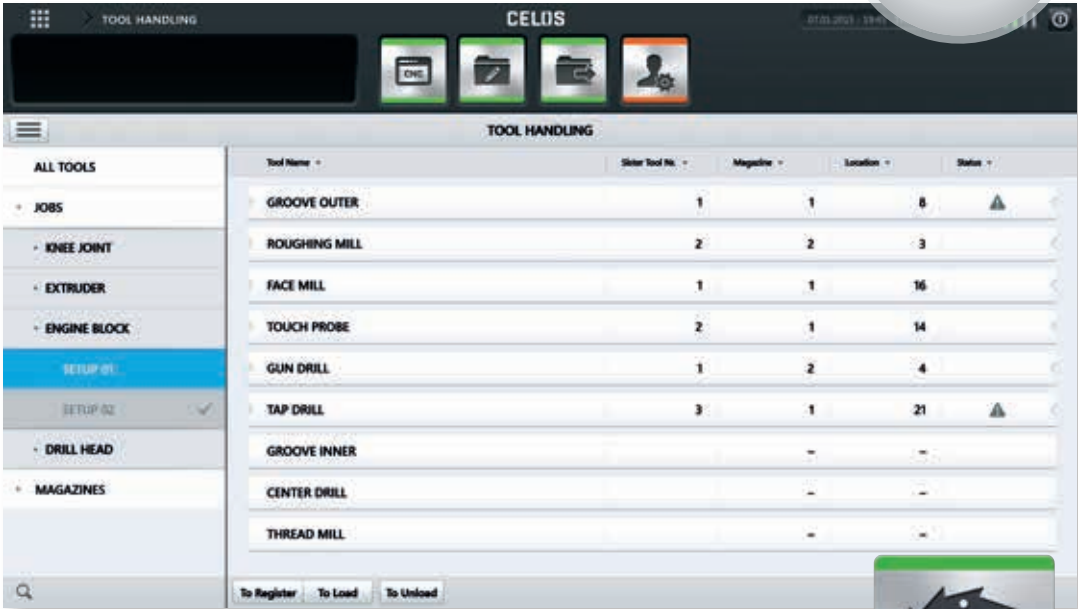 TOOL HANDLING CELOS
CNC
TOOL HANDLING
ALL TOOLS
JOBS
KNEE JOINT
EXTRUDER
ENGINE BLOCK
SETUP 01
SETUP 02
DRILL HEAD
MAGAZINES
Tool Name Sister Tool Nr. Magazine Location Status
GROOVE OUTER 1 1 8
ROUGHING MILL 2 2 3
FACE MILL 1 1 16
TOUCH PROBE 2 1 14
GUN DRILL 1 2 4
TAP DRILL 3 1 21
GROOVE INNER - -
CENTER DRILL - -
THREAD MILL - -
To Register To Load To Unload